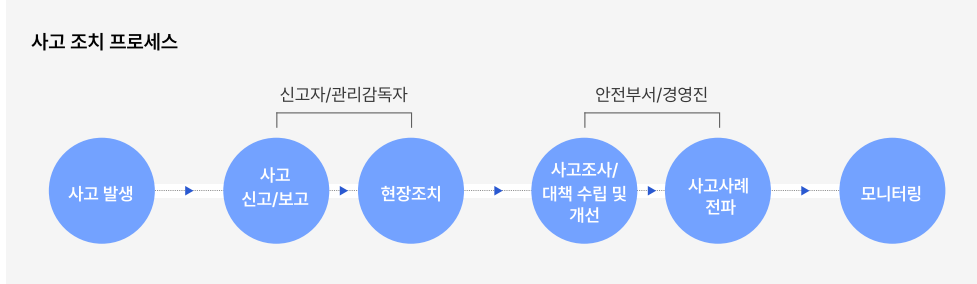 사고 조치 프로세스
신고자/관리감독자
안전부서/경영진
사고 발생
사고
신고/보고
현장조치
사고조사/
대책 수립 및
개선
사고사례
전파
모니터링